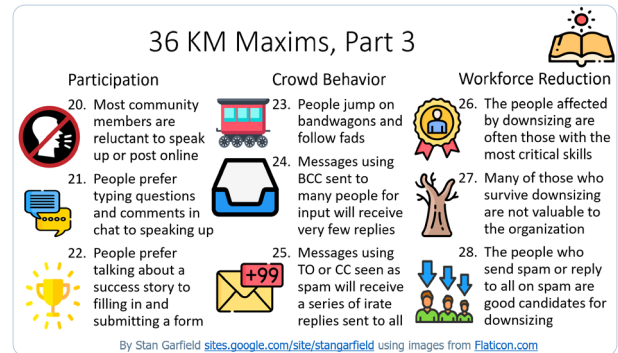 36 KM Maxims, Part 3
Participation
20. Most community
members are
reluctant to speak
up or post online
21. People prefer
typing questions
and comments in
chat to speaking up
22. People prefer
talking about a
success story to
filling in and
submitting a form
Crowd Behavior
23. People jump on
bandwagons and
follow fads
24. Messages using
BCC sent to
many people for
input will receive
very few replies
+99
25. Messages using
TO or CC seen as
spam will receive
a series of irate
replies sent to all
Workforce Reduction
26. The people affected
by downsizing are
often those with the
most critical skills
27. Many of those who
survive downsizing
are not valuable to
the organization
28. The people who
send spam or reply
to all on spam are
good candidates for
downsizing
By Stan Garfield sites.google.com/site/stangarfield using images from Flaticon.com